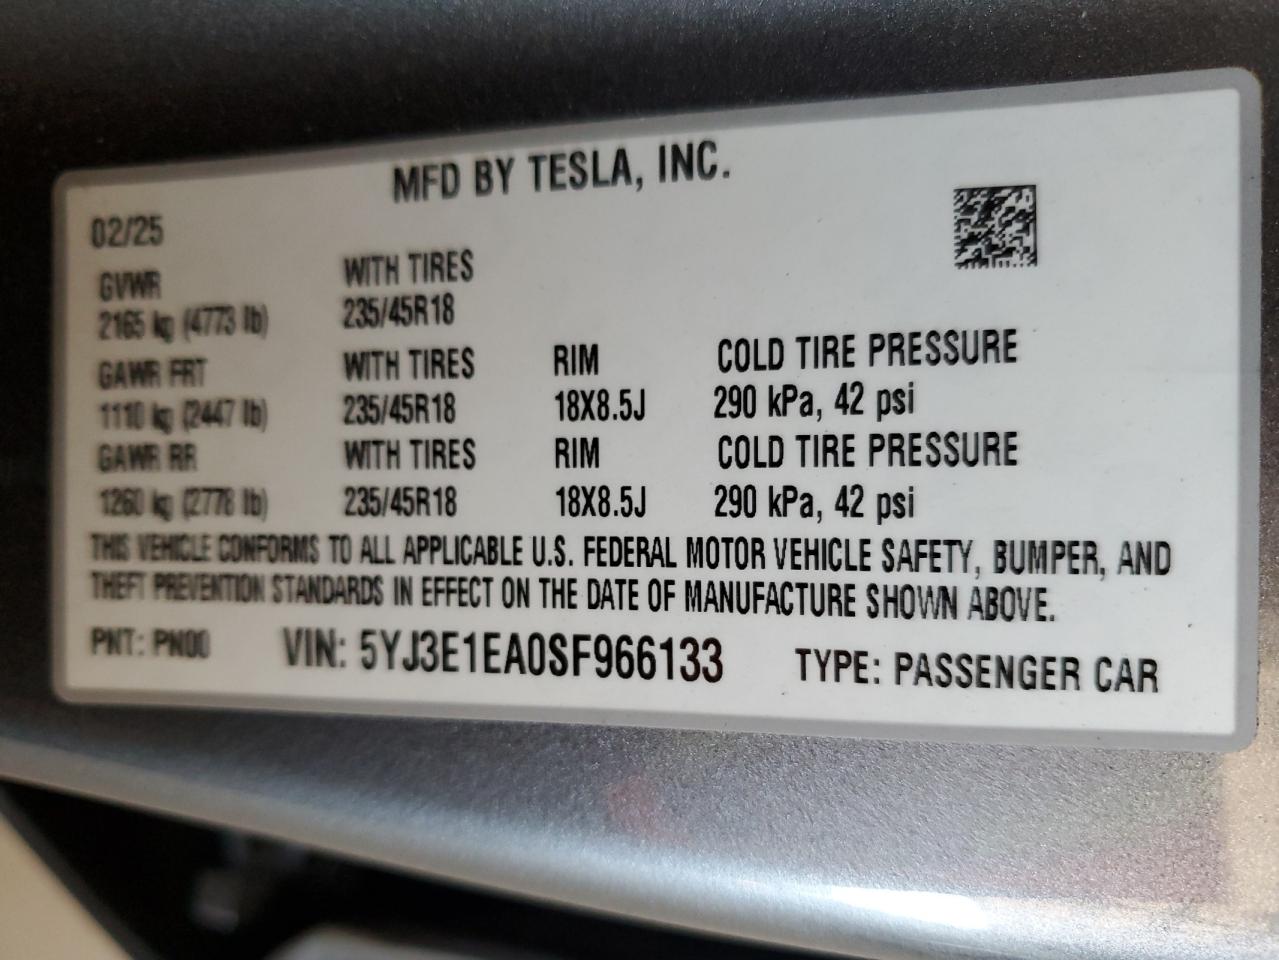 MFD BY TESLA, INC.
02/25
GVWR WITH TIRES
2165 kg (4773 lb) 235/45R18
GAWR FRT WITH TIRES RIM COLD TIRE PRESSURE
1110 kg (2447 lb) 235/45R18 18X8.5J 290 kPa, 42 psi
GAWR RR WITH TIRES RIM COLD TIRE PRESSURE
1260 kg (2778 lb) 235/45R18 18X8.5J 290 kPa, 42 psi
THIS VEHICLE CONFORMS TO ALL APPLICABLE U.S. FEDERAL MOTOR VEHICLE SAFETY, BUMPER, AND
THEFT PREVENTION STANDARDS IN EFFECT ON THE DATE OF MANUFACTURE SHOWN ABOVE.
PNT: PN00 VIN: 5YJ3E1EA0SF966133 TYPE: PASSENGER CAR